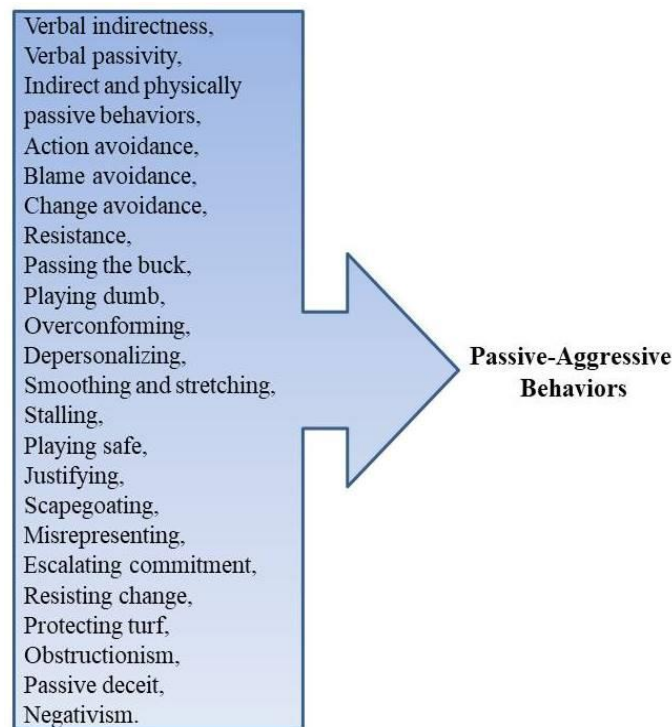 Verbal indirectness,
Verbal passivity,
Indirect and physically
passive behaviors,
Action avoidance,
Blame avoidance,
Change avoidance,
Resistance,
Passing the buck,
Playing dumb,
Overconforming,
Depersonalizing,
Smoothing and stretching,
Stalling,
Playing safe,
Justifying,
Scapegoating,
Misrepresenting,
Escalating commitment,
Resisting change,
Protecting turf,
Obstructionism,
Passive deceit,
Negativism.
Passive-Aggressive
Behaviors